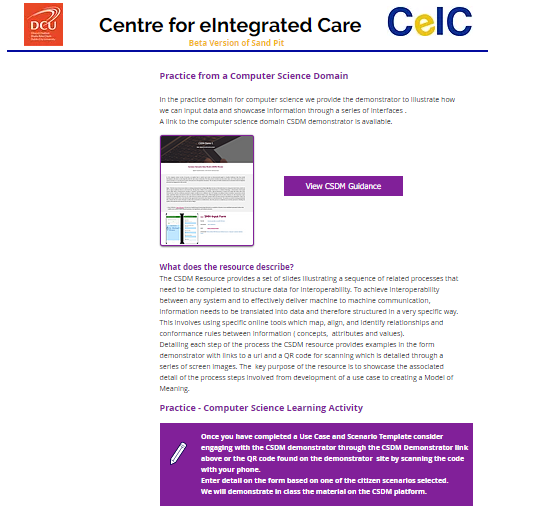 DCU
Centre for eIntegrated Care
Beta Version of Sand Pit
CeIC
Practice from a Computer Science Domain
In the practice domain for computer science we provide the demonstrator to illustrate how
we can input data and showcase information through a series of interfaces .
A link to the computer science domain CSDM demonstrator is available.
View CSDM Guidance
What does the resource describe?
The CSDM Resource provides a set of slides illustrating a sequence of related processes that
need to be completed to structure data for interoperability. To achieve interoperability
between any system and to effectively deliver machine to machine communication,
information needs to be translated into data and therefore structured in a very specific way.
This involves using specific online tools which map, align, and identify relationships and
conformance rules between information ( concepts, attributes and values).
Detailing each step of the process the CSDM resource provides examples in the form
demonstrator with links to a url and a QR code for scanning which is detailed through a
series of screen images. The key purpose of the resource is to showcase the associated
detail of the process steps involved from development of a use case to creating a Model of
Meaning.
Practice - Computer Science Learning Activity
Once you have completed a Use Case and Scenario Template consider
engaging with the CSDM demonstrator through the CSDM Demonstrator link
above or the QR code found on the demonstrator site by scanning the code
with your phone.
Enter detail on the form based on one of the citizen scenarios selected.
We will demonstrate in class the material on the CSDM platform.